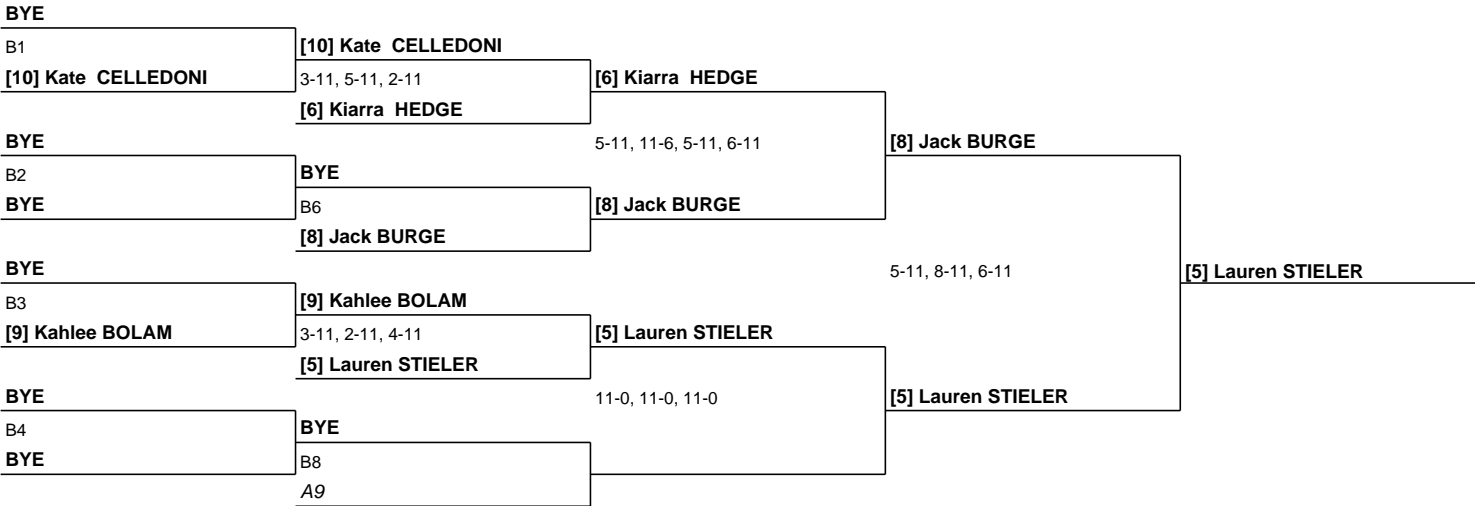 BYE
B1
[10] Kate CELLEDONI
[10] Kate CELLEDONI
3-11, 5-11, 2-11
[6] Kiarra HEDGE
[6] Kiarra HEDGE
BYE
5-11, 11-6, 5-11, 6-11
[8] Jack BURGE
B2
BYE
BYE
B6
[8] Jack BURGE
[8] Jack BURGE
BYE
5-11, 8-11, 6-11
[5] Lauren STIELER
B3
[9] Kahlee BOLAM
[9] Kahlee BOLAM
3-11, 2-11, 4-11
[5] Lauren STIELER
[5] Lauren STIELER
BYE
11-0, 11-0, 11-0
[5] Lauren STIELER
B4
BYE
BYE
B8
A9